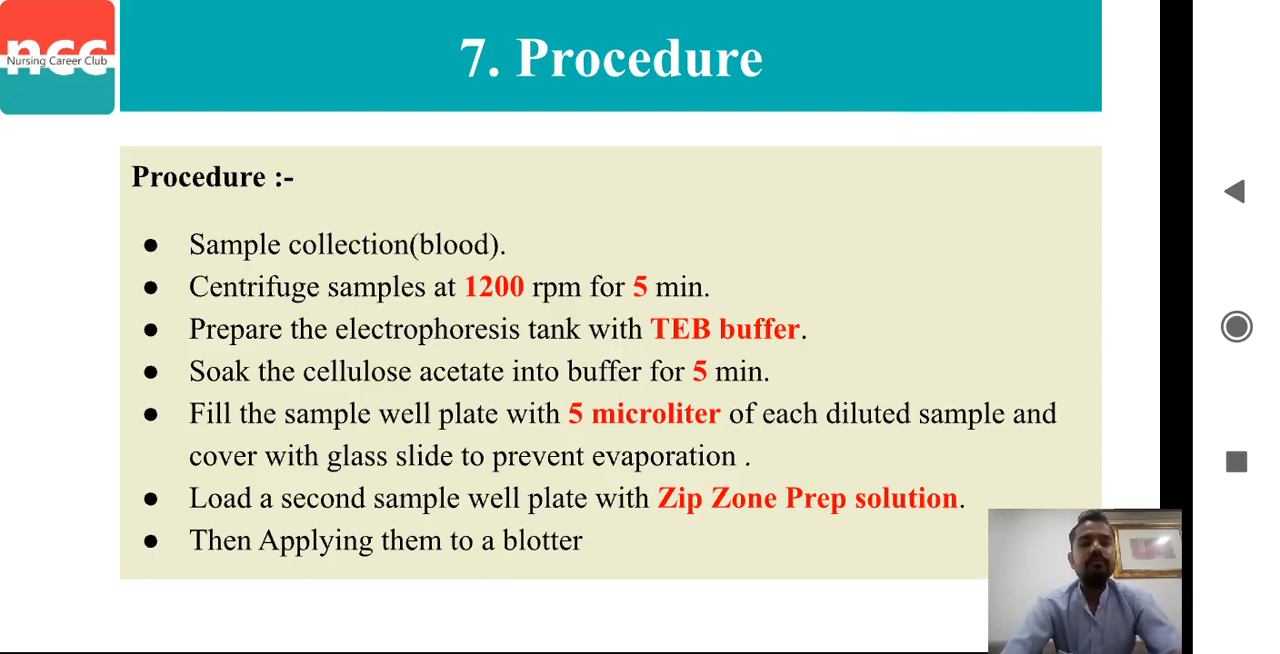 ncc
Nursing Career Club
7. Procedure
Procedure :-
● Sample collection(blood).
● Centrifuge samples at 1200 rpm for 5 min.
● Prepare the electrophoresis tank with TEB buffer.
● Soak the cellulose acetate into buffer for 5 min.
● Fill the sample well plate with 5 microliter of each diluted sample and
cover with glass slide to prevent evaporation .
● Load a second sample well plate with Zip Zone Prep solution.
● Then Applying them to a blotter